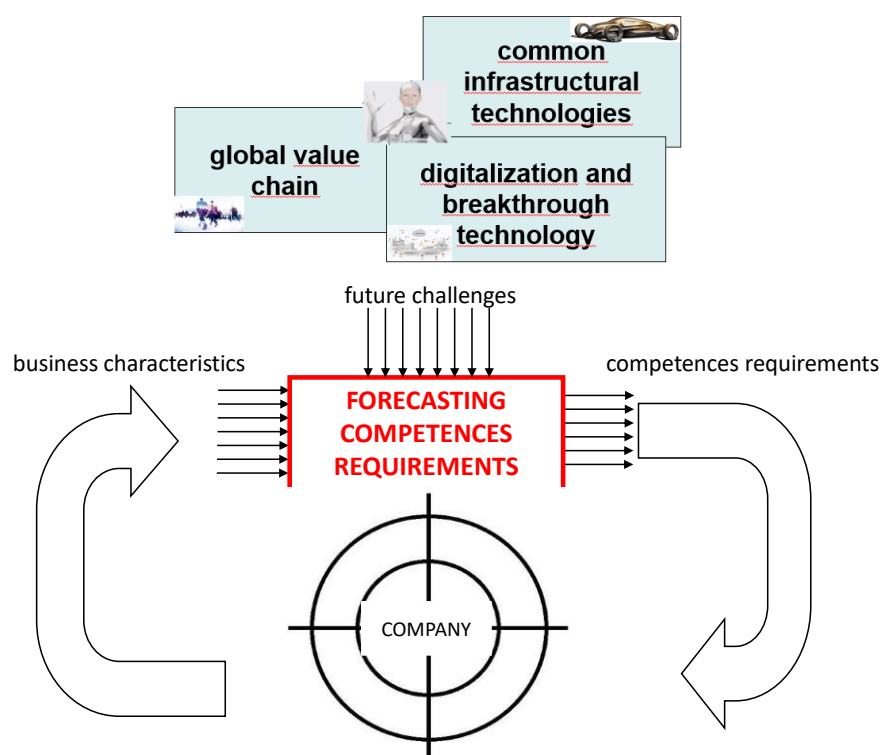 common
infrastructural
technologies
global value
chain
digitalization and
breakthrough
technology
future challenges
business characteristics
competences requirements
FORECASTING
COMPETENCES
REQUIREMENTS
COMPANY